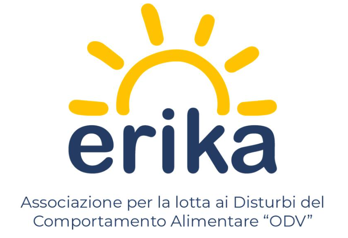 erika
Associazione per la lotta ai Disturbi del
Comportamento Alimentare “ODV”